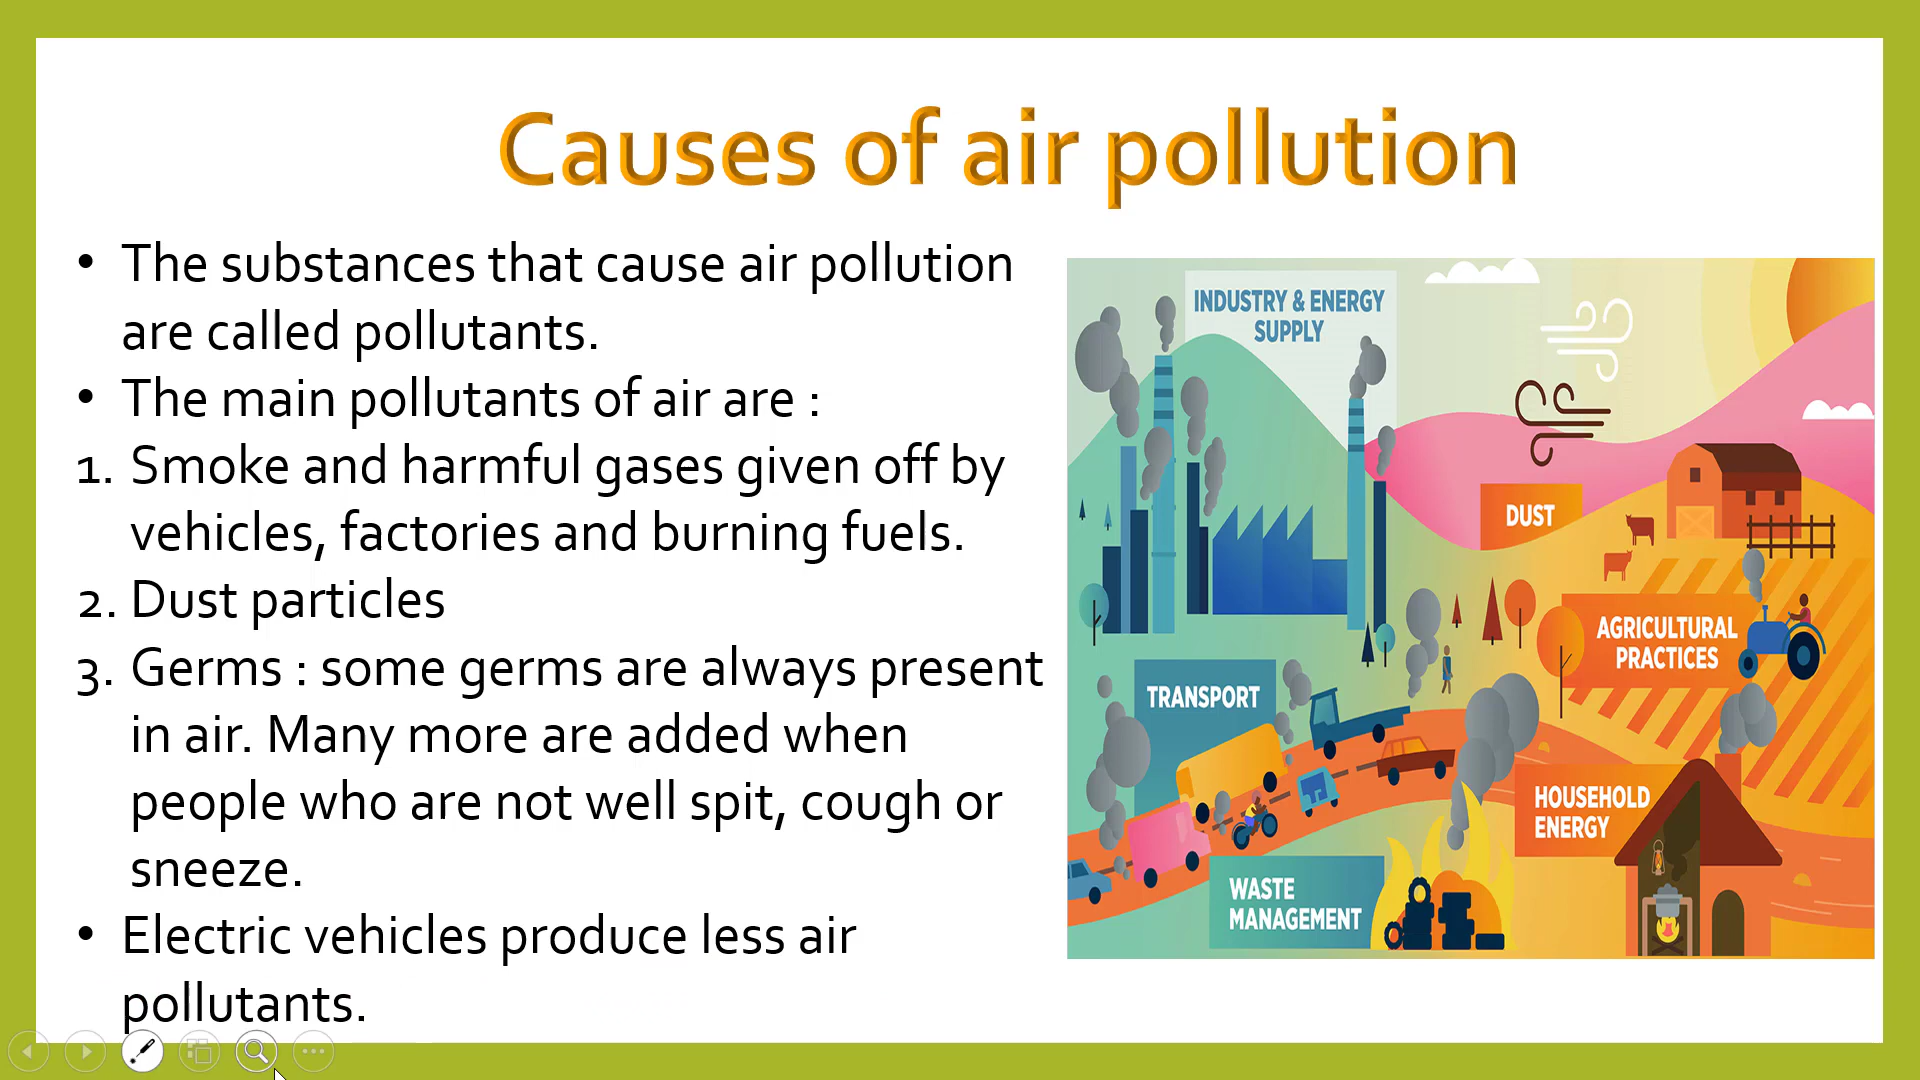 Causes of air pollution
• The substances that cause air pollution
are called pollutants.
• The main pollutants of air are :
1. Smoke and harmful gases given off by
vehicles, factories and burning fuels.
2. Dust particles
3. Germs : some germs are always present
in air. Many more are added when
people who are not well spit, cough or
sneeze.
• Electric vehicles produce less air
pollutants.
INDUSTRY & ENERGY
SUPPLY
DUST
AGRICULTURAL
PRACTICES
TRANSPORT
HOUSEHOLD
ENERGY
WASTE
MANAGEMENT